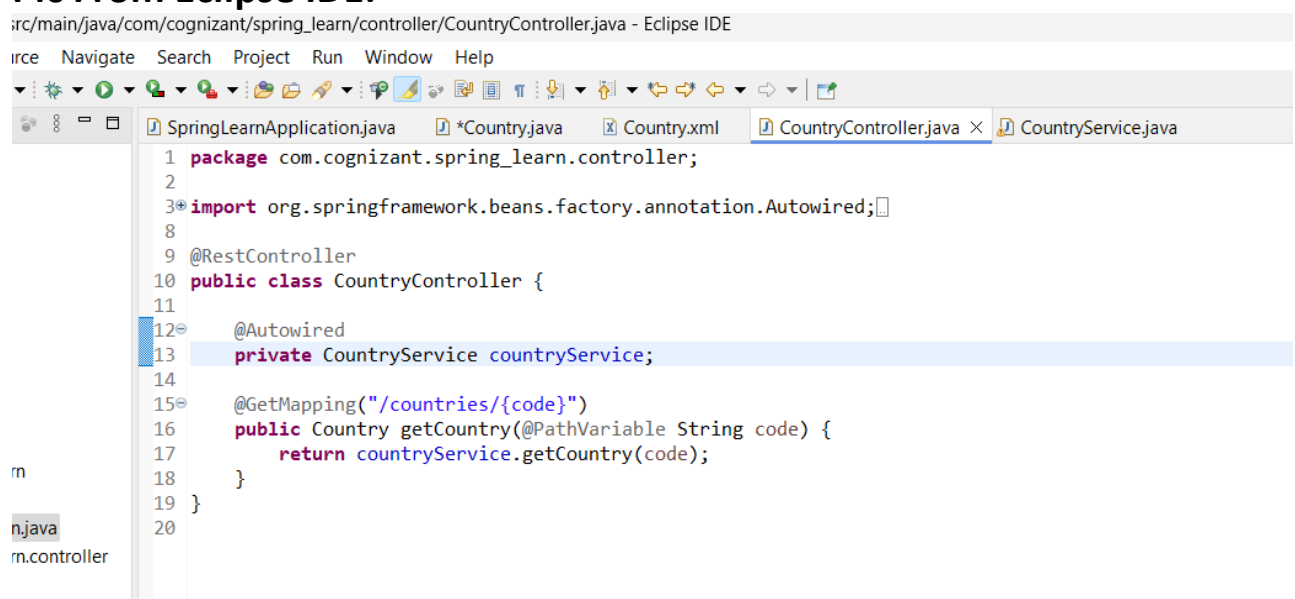 From Eclipse IDE:
src/main/java/com/cognizant/spring_learn/controller/CountryController.java - Eclipse IDE
Navigate Search Project Run Window Help
SpringLearnApplication.java *Country.java Country.xml CountryController.java CountryService.java
1 package com.cognizant.spring_learn.controller;
2
3 import org.springframework.beans.factory.annotation.Autowired;
8
9 @RestController
10 public class CountryController {
11
12 @Autowired
13 private CountryService countryService;
14
15 @GetMapping("/countries/{code}")
16 public Country getCountry(@PathVariable String code) {
17 return countryService.getCountry(code);
18 }
19 }
20
rn
n.java
rn.controller